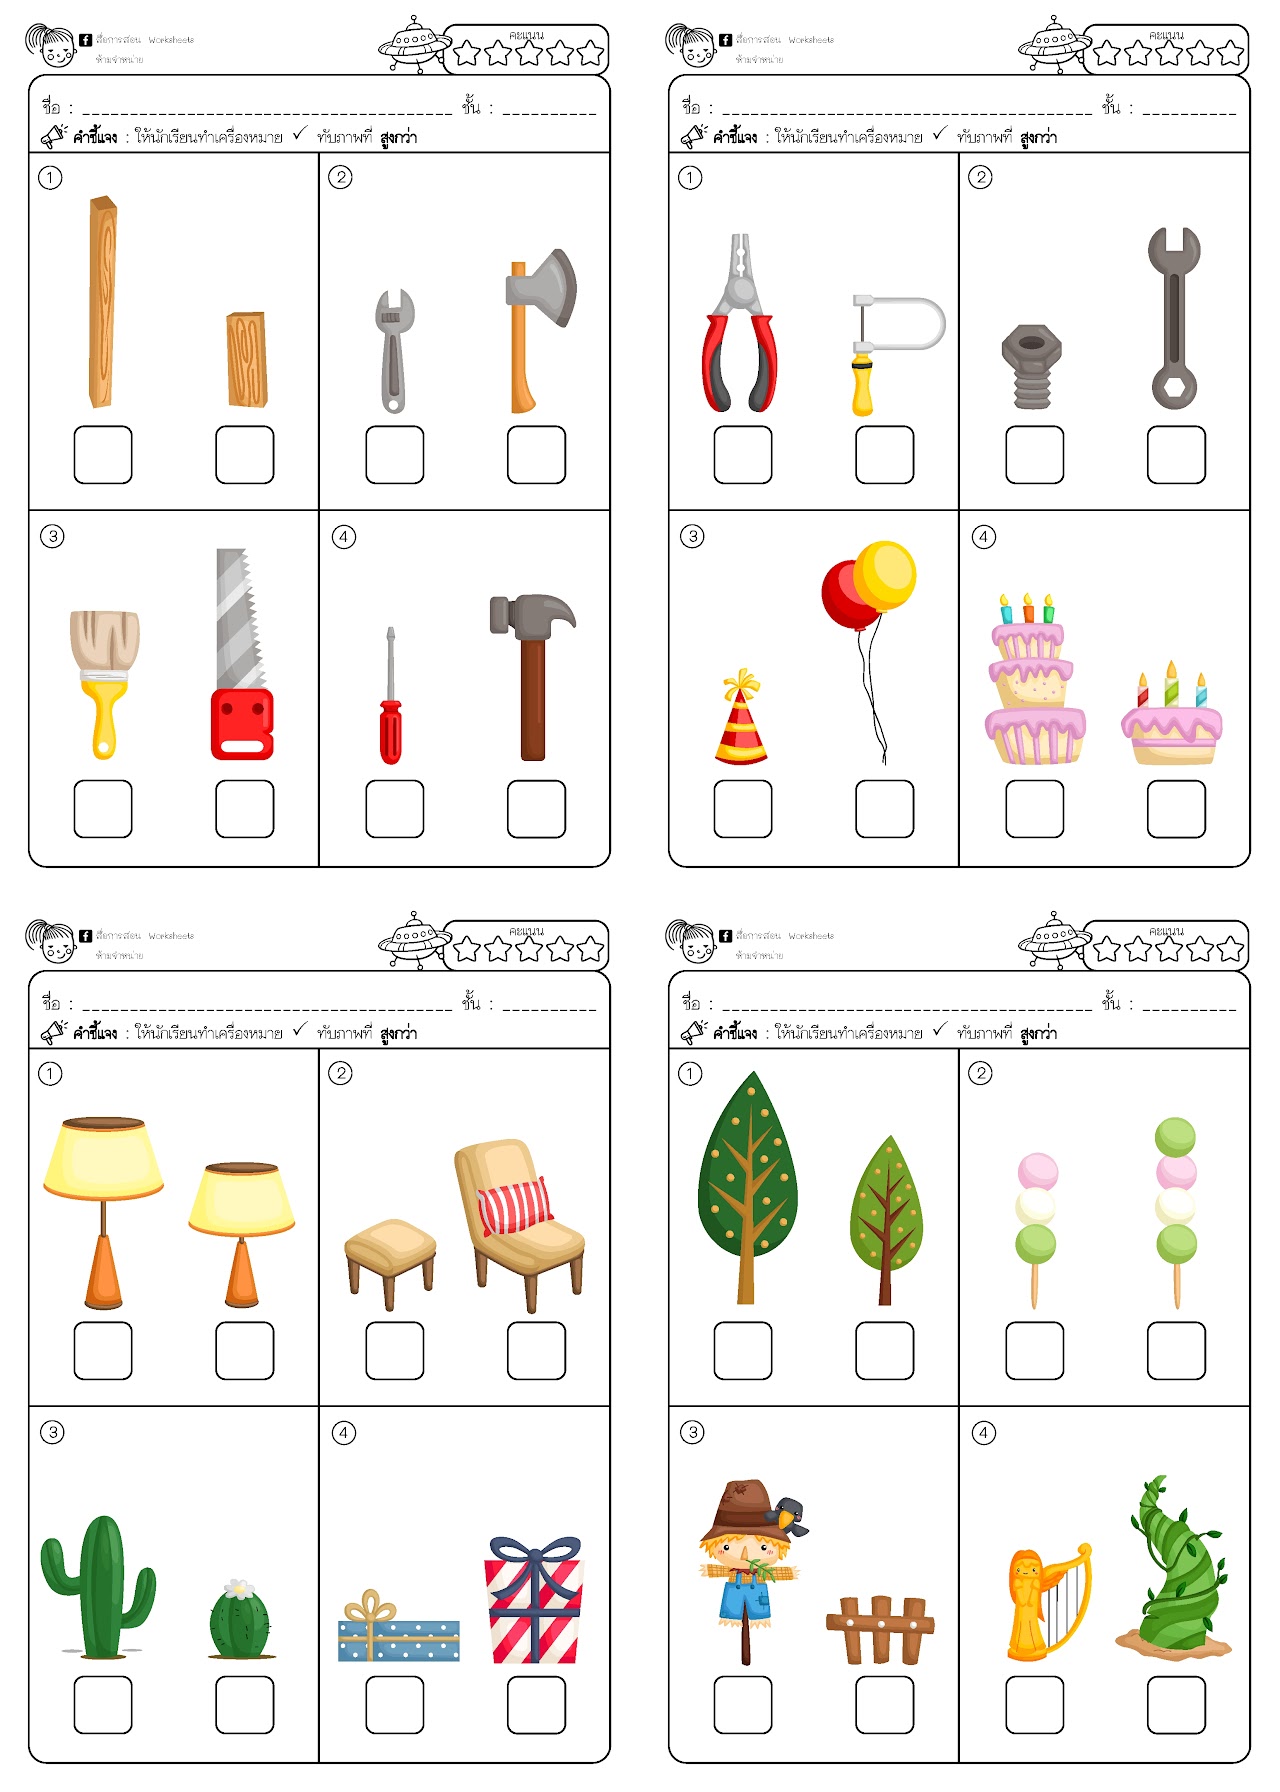 สื่อการสอน Worksheets
ห้ามจำหน่าย
คะแนน
ชื่อ : ชั้น :
คำชี้แจง : ให้นักเรียนทำเครื่องหมาย ✓ ทับภาพที่ สูงกว่า
1
2
3
4
สื่อการสอน Worksheets
ห้ามจำหน่าย
คะแนน
ชื่อ : ชั้น :
คำชี้แจง : ให้นักเรียนทำเครื่องหมาย ✓ ทับภาพที่ สูงกว่า
1
2
3
4
สื่อการสอน Worksheets
ห้ามจำหน่าย
คะแนน
ชื่อ : ชั้น :
คำชี้แจง : ให้นักเรียนทำเครื่องหมาย ✓ ทับภาพที่ สูงกว่า
1
2
3
4
สื่อการสอน Worksheets
ห้ามจำหน่าย
คะแนน
ชื่อ : ชั้น :
คำชี้แจง : ให้นักเรียนทำเครื่องหมาย ✓ ทับภาพที่ สูงกว่า
1
2
3
4